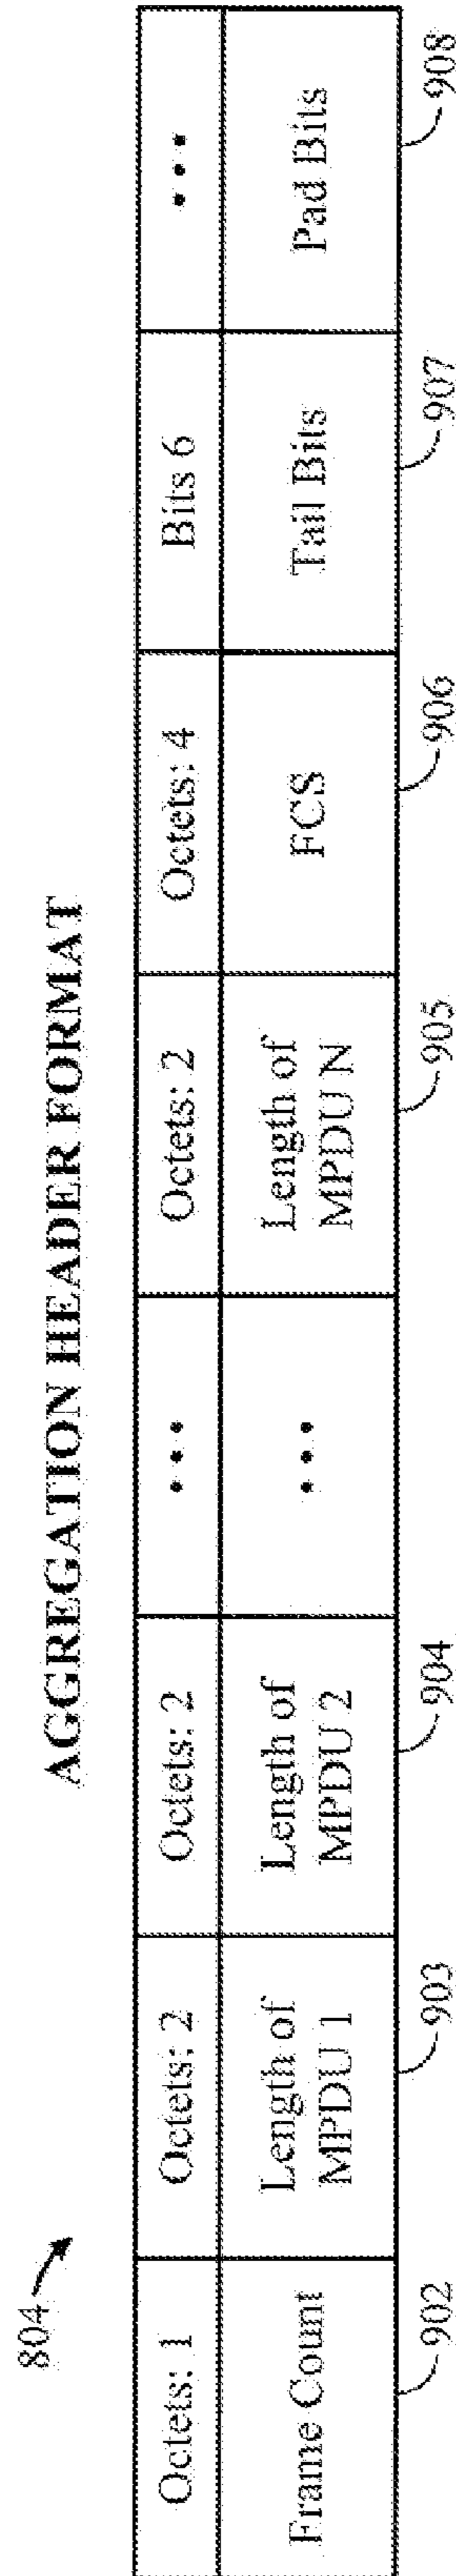 AGGREGATION HEADER FORMAT
804
Octets: 1
Octets: 2
Octets: 2
• • •
Octets: 2
Octets: 4
Bits 6
• • •
Frame Count
Length of
MPDU 1
Length of
MPDU 2
• • •
Length of
MPDU N
FCS
Tail Bits
Pad Bits
902
903
904
905
906
907
908